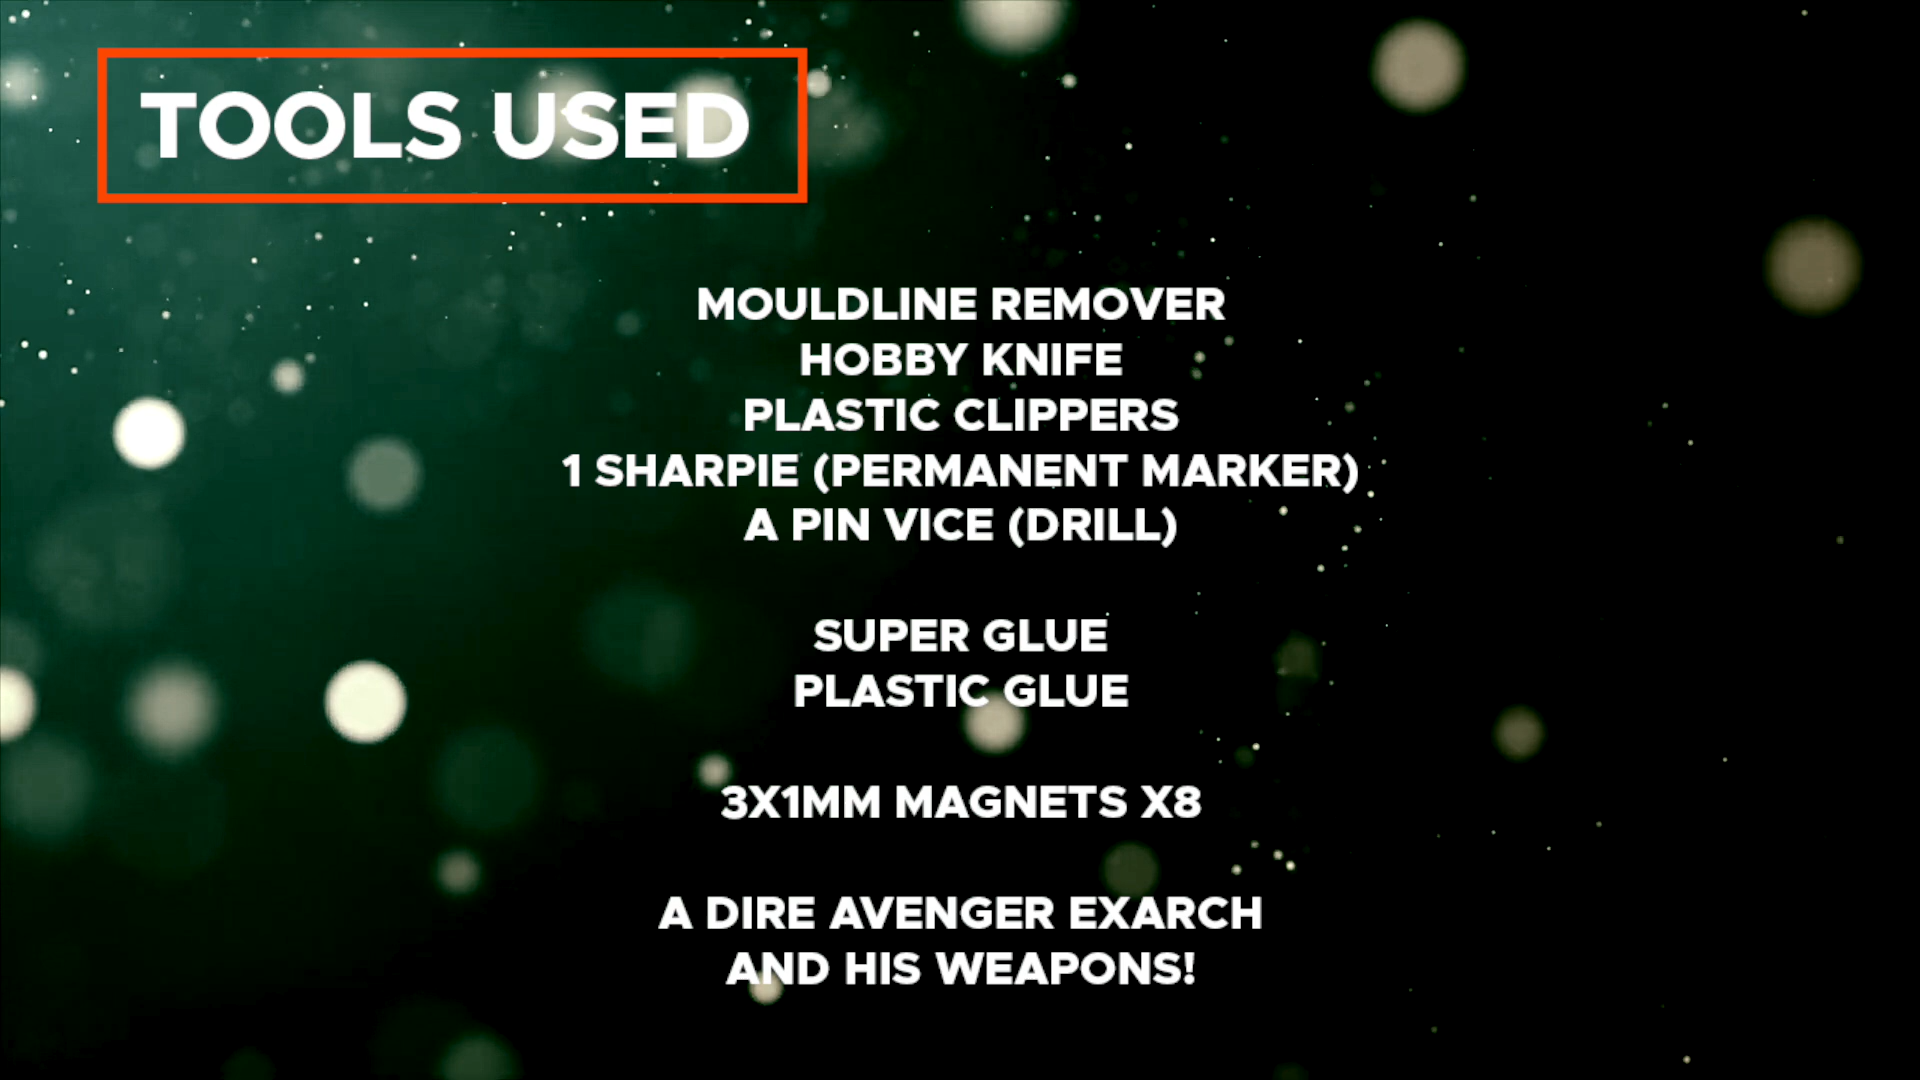 TOOLS USED
MOULDLINE REMOVER
HOBBY KNIFE
PLASTIC CLIPPERS
1 SHARPIE (PERMANENT MARKER)
A PIN VICE (DRILL)
SUPER GLUE
PLASTIC GLUE
3X1MM MAGNETS X8
A DIRE AVENGER EXARCH
AND HIS WEAPONS!